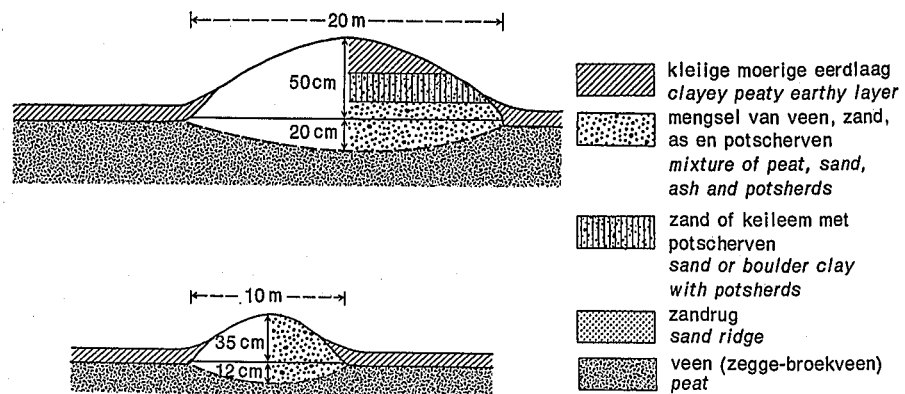 20 m
50cm
20 cm
10 m
35 cm
12 cm
kleiige moerige eerdlaag
clayey peaty earthy layer
mengsel van veen, zand,
as en potscherven
mixture of peat, sand,
ash and potsherds
zand of keileem met
potscherven
sand or boulder clay
with potsherds
zandrug
sand ridge
veen (zegge-broekveen)
peat